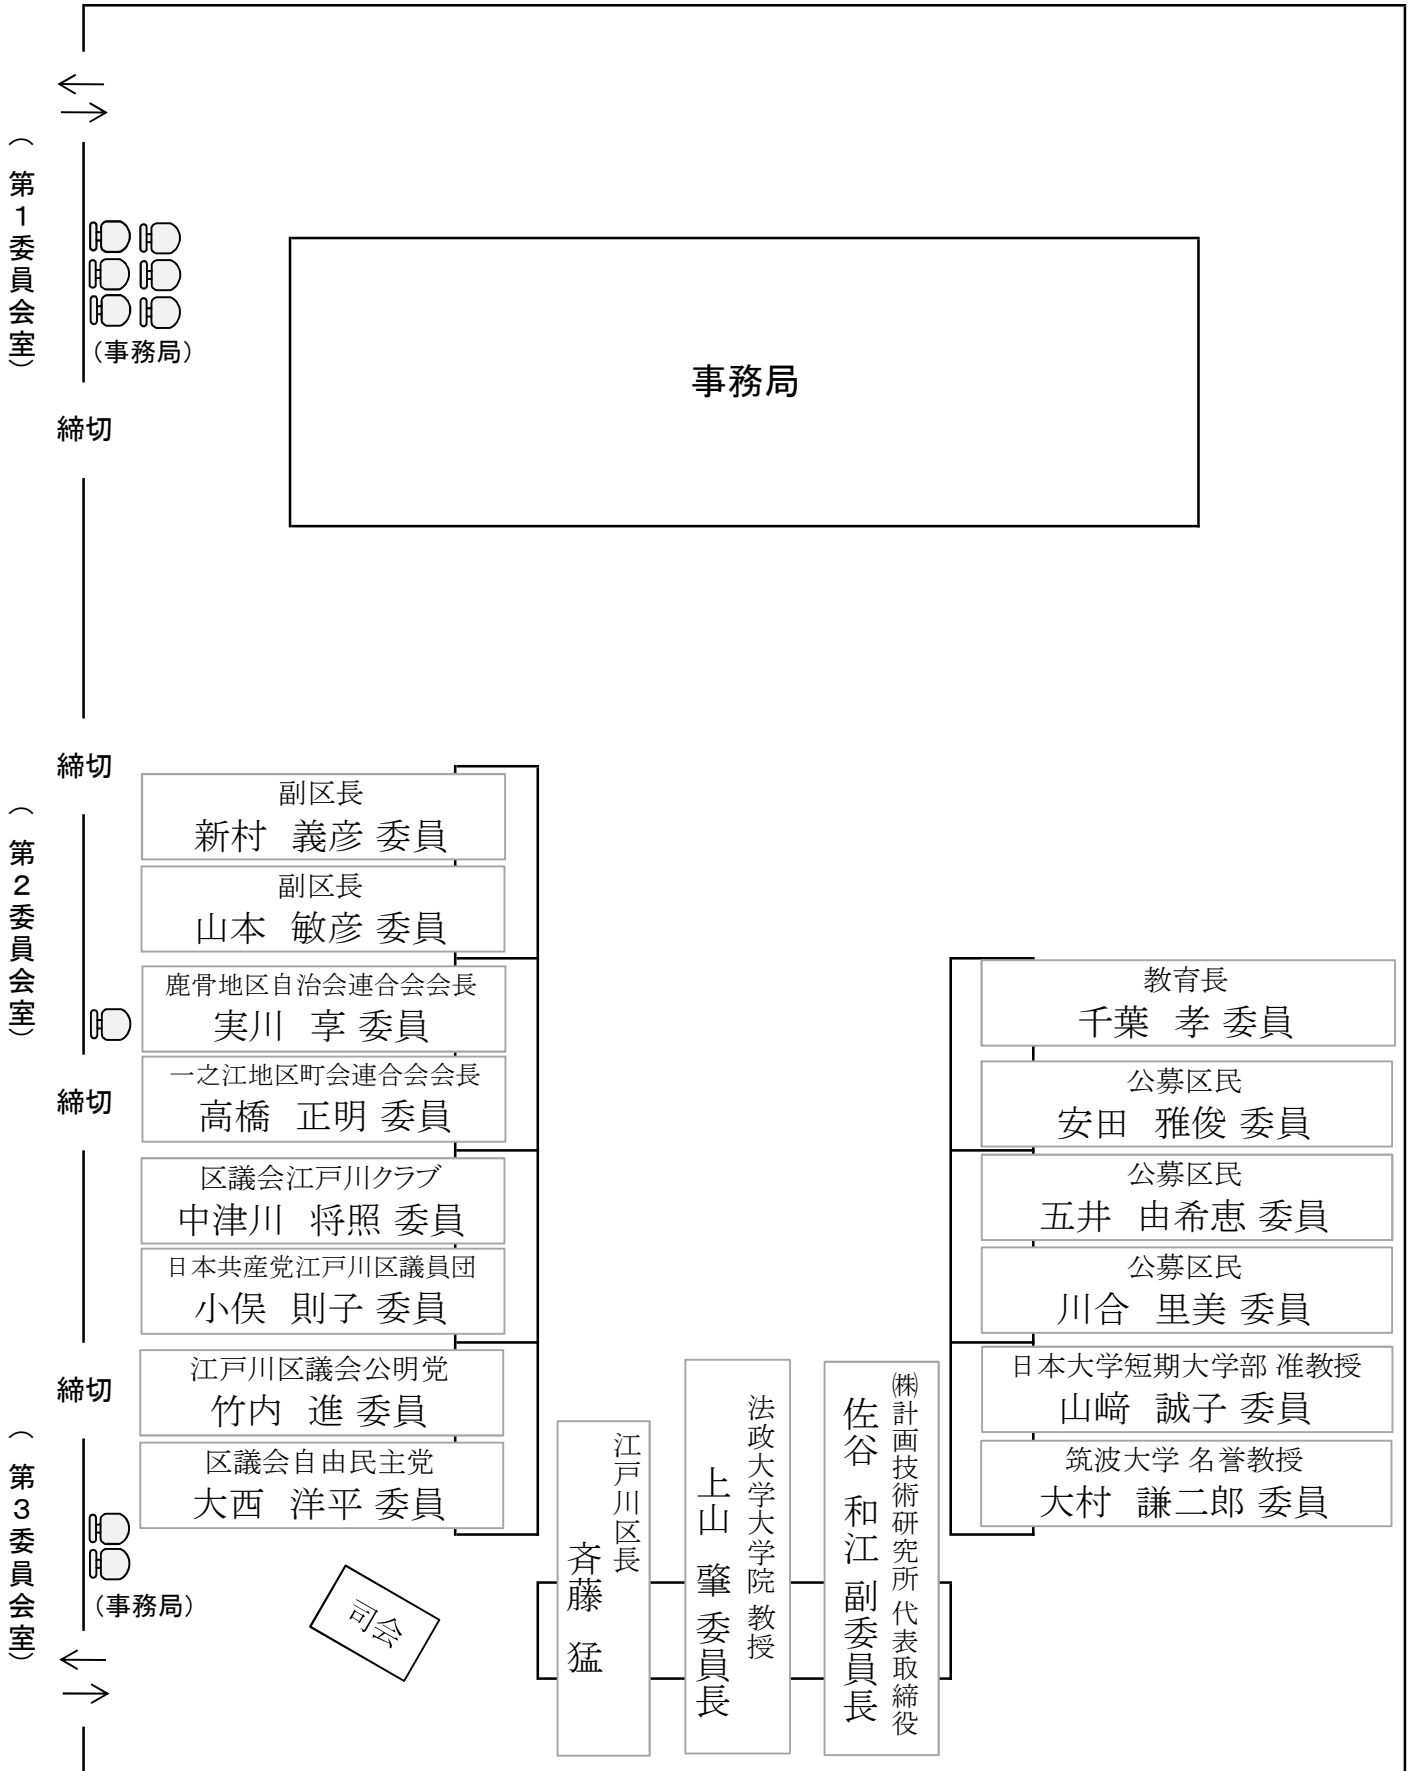 （第１委員会室）
（事務局）
事務局
締切
締切
（第２委員会室）
締切
締切
（第３委員会室）
（事務局）
副区長
新村 義彦 委員
副区長
山本 敏彦 委員
鹿骨地区自治会連合会会長
実川 享 委員
一之江地区町会連合会会長
高橋 正明 委員
区議会江戸川クラブ
中津川 将照 委員
日本共産党江戸川区議員団
小俣 則子 委員
江戸川区議会公明党
竹内 進 委員
区議会自由民主党
大西 洋平 委員
司会
江戸川区長
斉藤 猛
法政大学大学院 教授
上山 肇 委員長
㈱計画技術研究所 代表取締役
佐谷 和江 副委員長
教育長
千葉 孝 委員
公募区民
安田 雅俊 委員
公募区民
五井 由希恵 委員
公募区民
川合 里美 委員
日本大学短期大学部 准教授
山﨑 誠子 委員
筑波大学 名誉教授
大村 謙二郎 委員